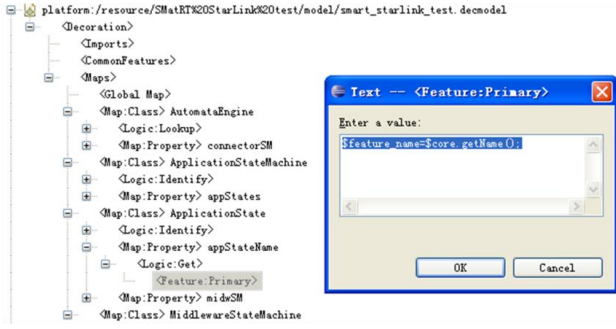 platform:/resource/SMatRT%20StarLink%20test/model/smart_starlink_test.decmodel
<Decoration>
<Imports>
<CommonFeatures>
<Maps>
<Global Map>
<Map:Class> AutomataEngine
<Logic:Lookup>
<Map:Property> connectorSM
<Map:Class> ApplicationStateMachine
<Logic:Identify>
<Map:Property> appStates
<Map:Class> ApplicationState
<Logic:Identify>
<Map:Property> appStateName
<Logic:Get>
<Feature:Primary>
<Map:Property> midwSM
<Map:Class> MiddlewareStateMachine
Text -- <Feature:Primary>
Enter a value:
$feature_name=$core.getName();
OK
Cancel